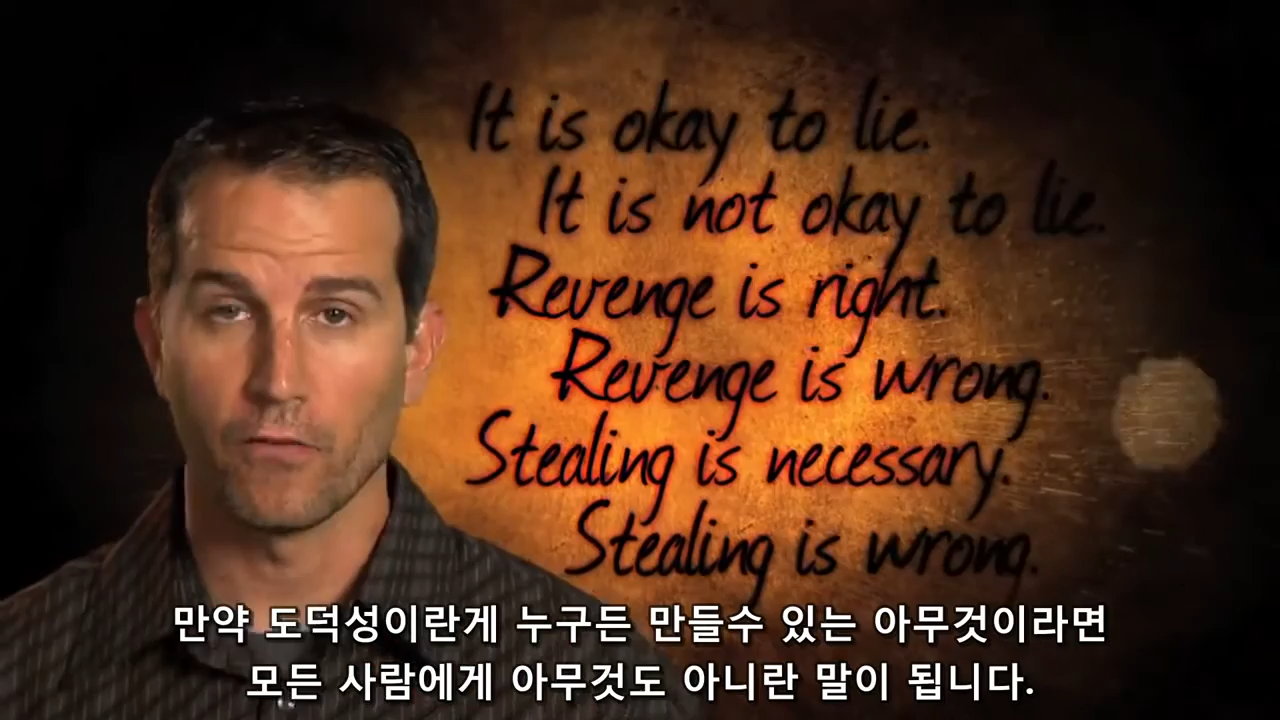 It is okay to lie.
It is not okay to lie.
Revenge is right.
Revenge is wrong.
Stealing is necessary.
Stealing is wrong.
만약 도덕성이란게 누구든 만들수 있는 아무것이라면
모든 사람에게 아무것도 아니란 말이 됩니다.